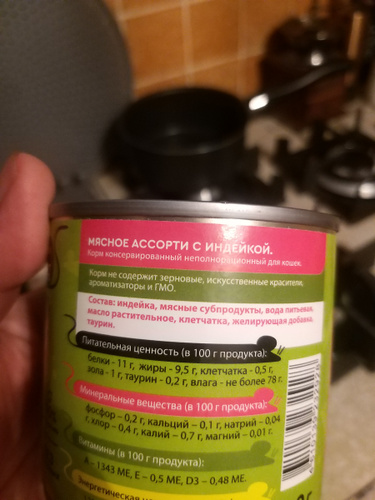 МЯСНОЕ АССОРТИ С ИНДЕЙКОЙ.
Корм консервированный неполнорационный для кошек.
Корм не содержит зерновые, искусственные красители,
ароматизаторы и ГМО.
Состав: индейка, мясные субпродукты, вода питьевая,
масло растительное, клетчатка, желирующая добавка,
таурин.
Питательная ценность (в 100 г продукта):
белки - 11 г, жиры - 9,5 г, клетчатка - 0,5 г,
зола - 1 г, таурин - 0,2 г, влага - не более 78 г.
Минеральные вещества (в 100 г продукта):
фосфор – 0,2 г, кальций – 0,1 г, натрий – 0,04
г, хлор – 0,4 г, калий – 0,7 г, магний – 0,01 г.
Витамины (в 100 г продукта):
А - 1343 МЕ, Е – 0,5 МЕ, D3 – 0,48 МЕ.
Энергетическая